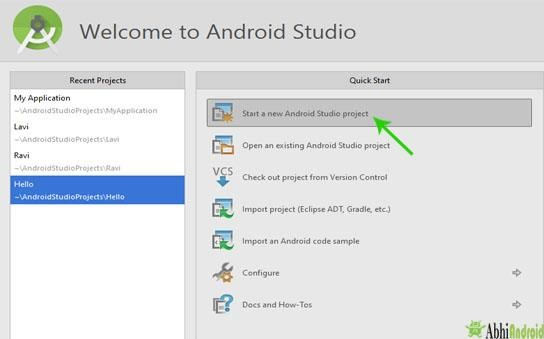 Welcome to Android Studio
Recent Projects
My Application
~\AndroidStudioProjects\MyApplication
Lavi
~\AndroidStudioProjects\Lavi
Ravi
~\AndroidStudioProjects\Ravi
Hello
~\AndroidStudioProjects\Hello
Quick Start
Start a new Android Studio project
Open an existing Android Studio project
VCS
Check out project from Version Control
Import project (Eclipse ADT, Gradle, etc.)
Import an Android code sample
Configure
Docs and How-Tos
AbhiAndroid